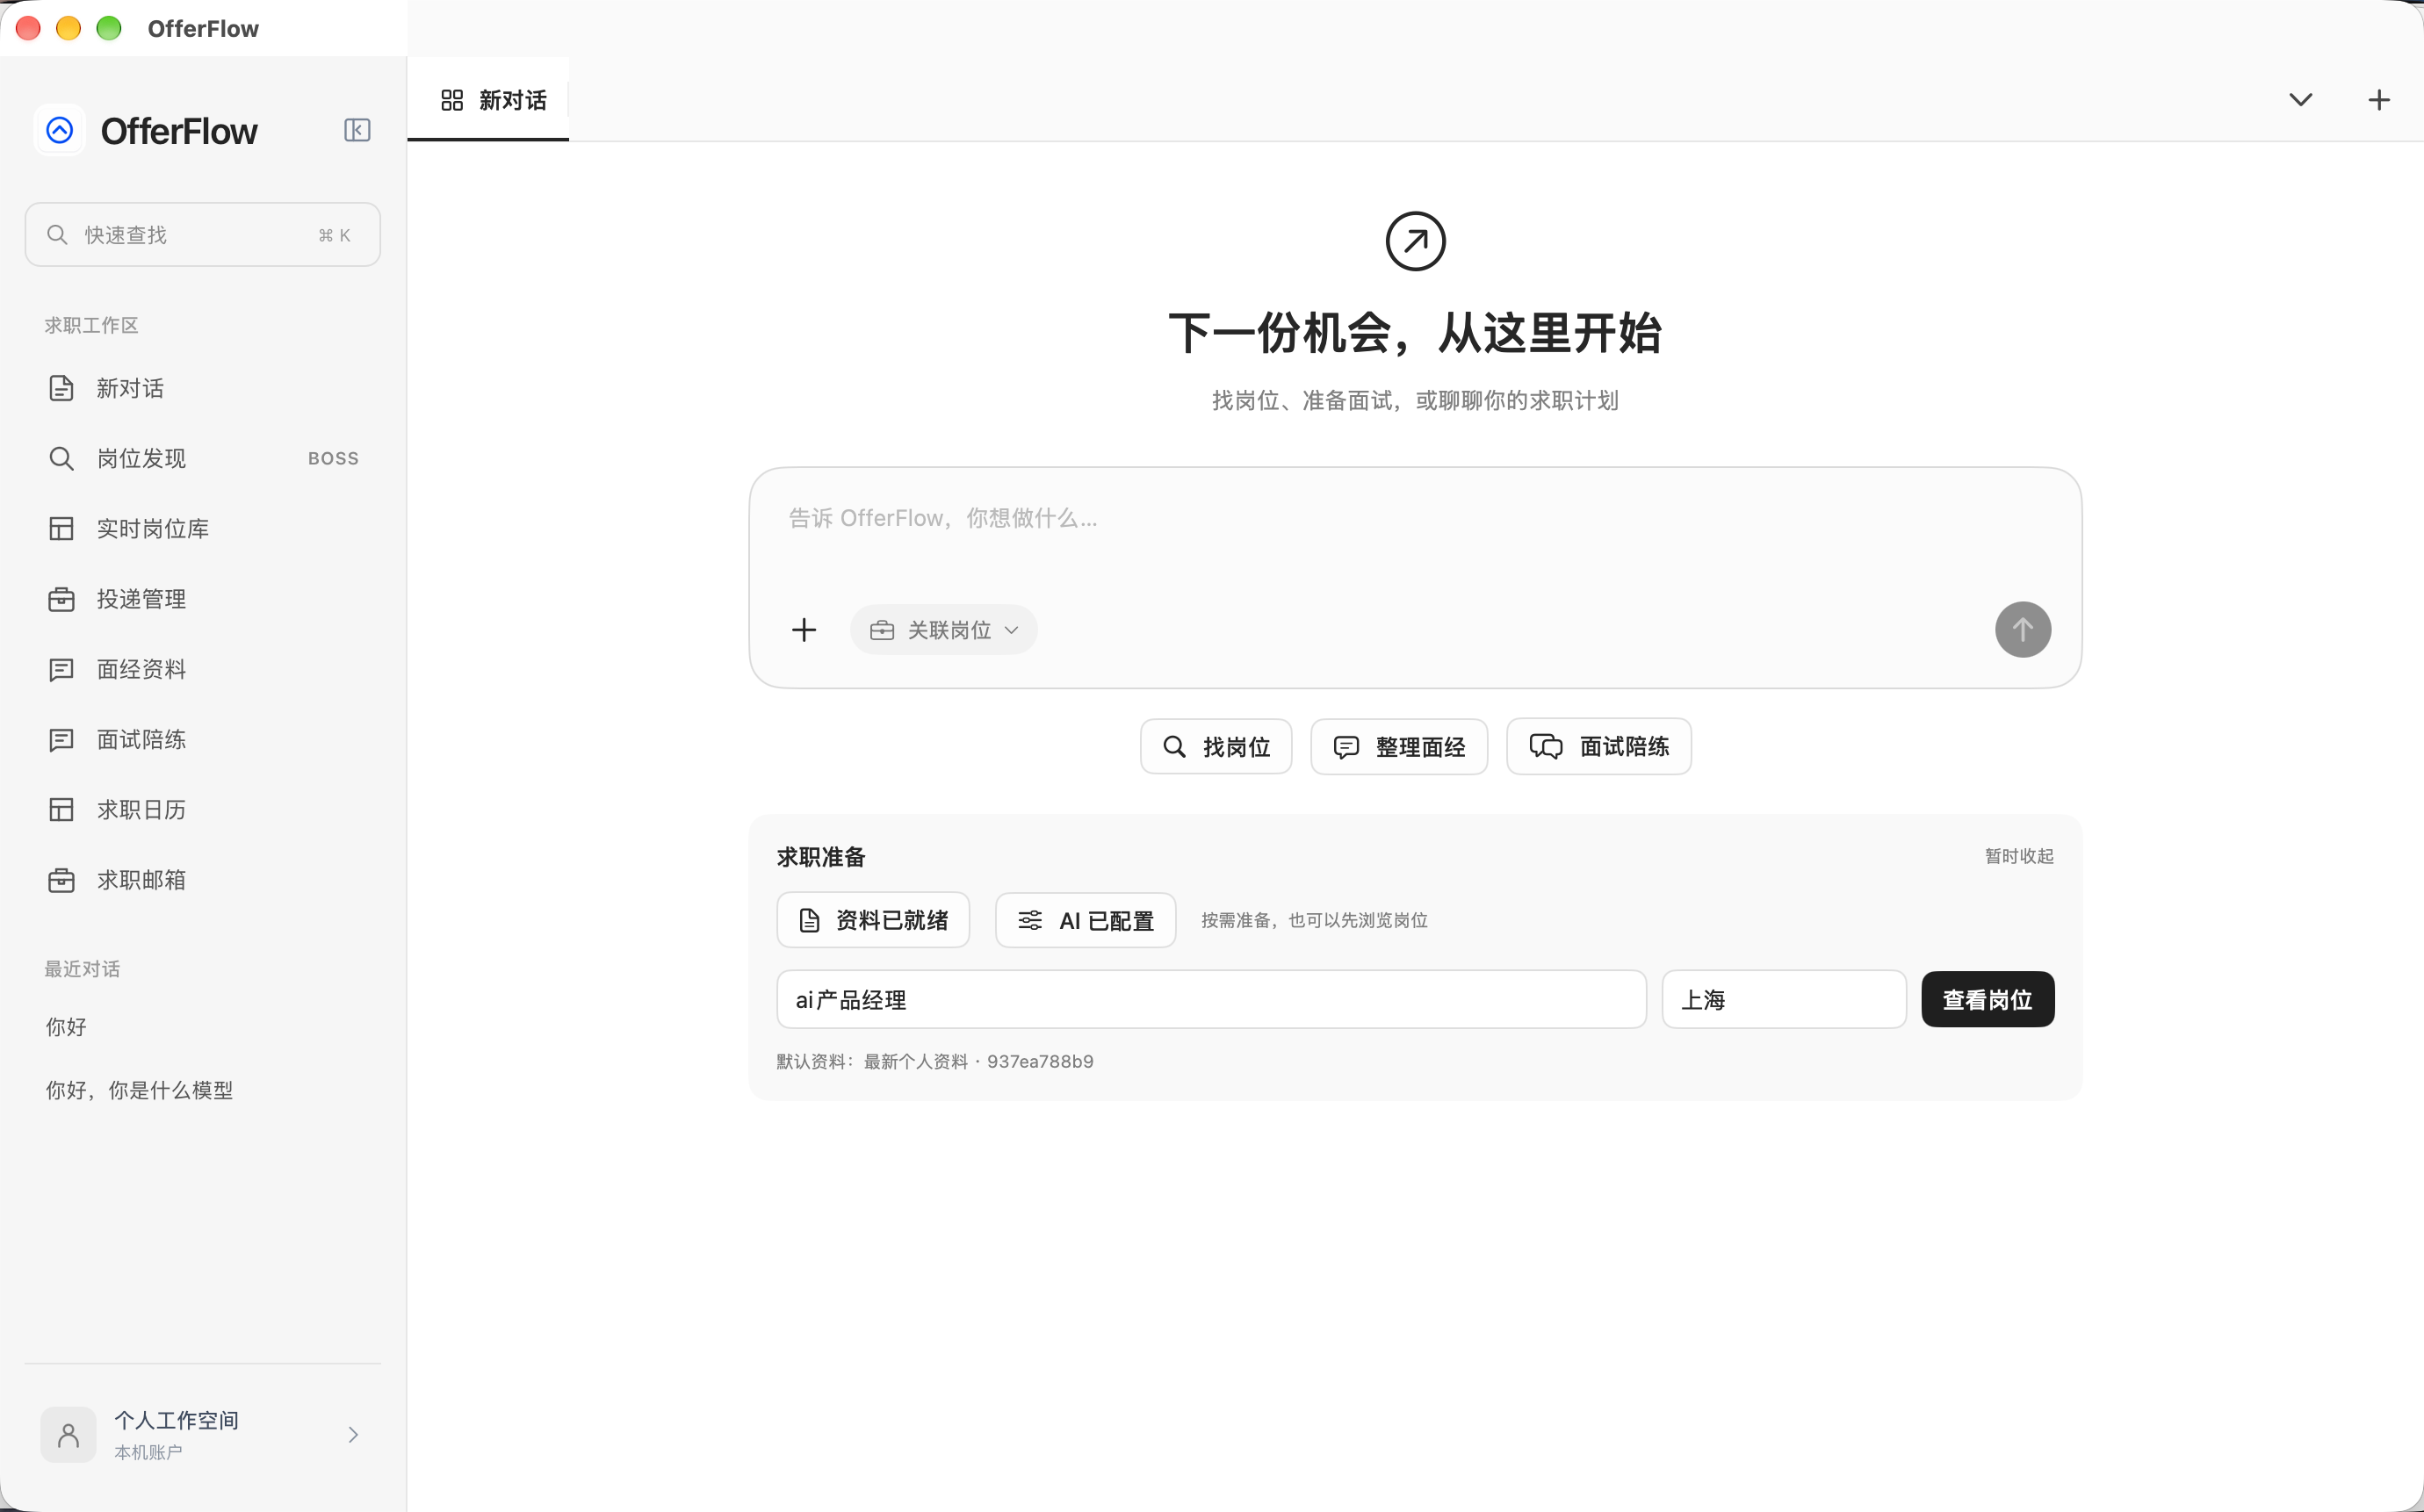 OfferFlow
OfferFlow
快速查找 ⌘ K
求职工作区
新对话
岗位发现 BOSS
实时岗位库
投递管理
面经资料
面试陪练
求职日历
求职邮箱
最近对话
你好
你好，你是什么模型
个人工作空间
本机账户
新对话
下一份机会，从这里开始
找岗位、准备面试，或聊聊你的求职计划
告诉 OfferFlow，你想做什么...
关联岗位
找岗位 整理面经 面试陪练
求职准备 暂时收起
资料已就绪 AI 已配置 按需准备，也可以先浏览岗位
ai产品经理 上海 查看岗位
默认资料：最新个人资料 · 937ea788b9